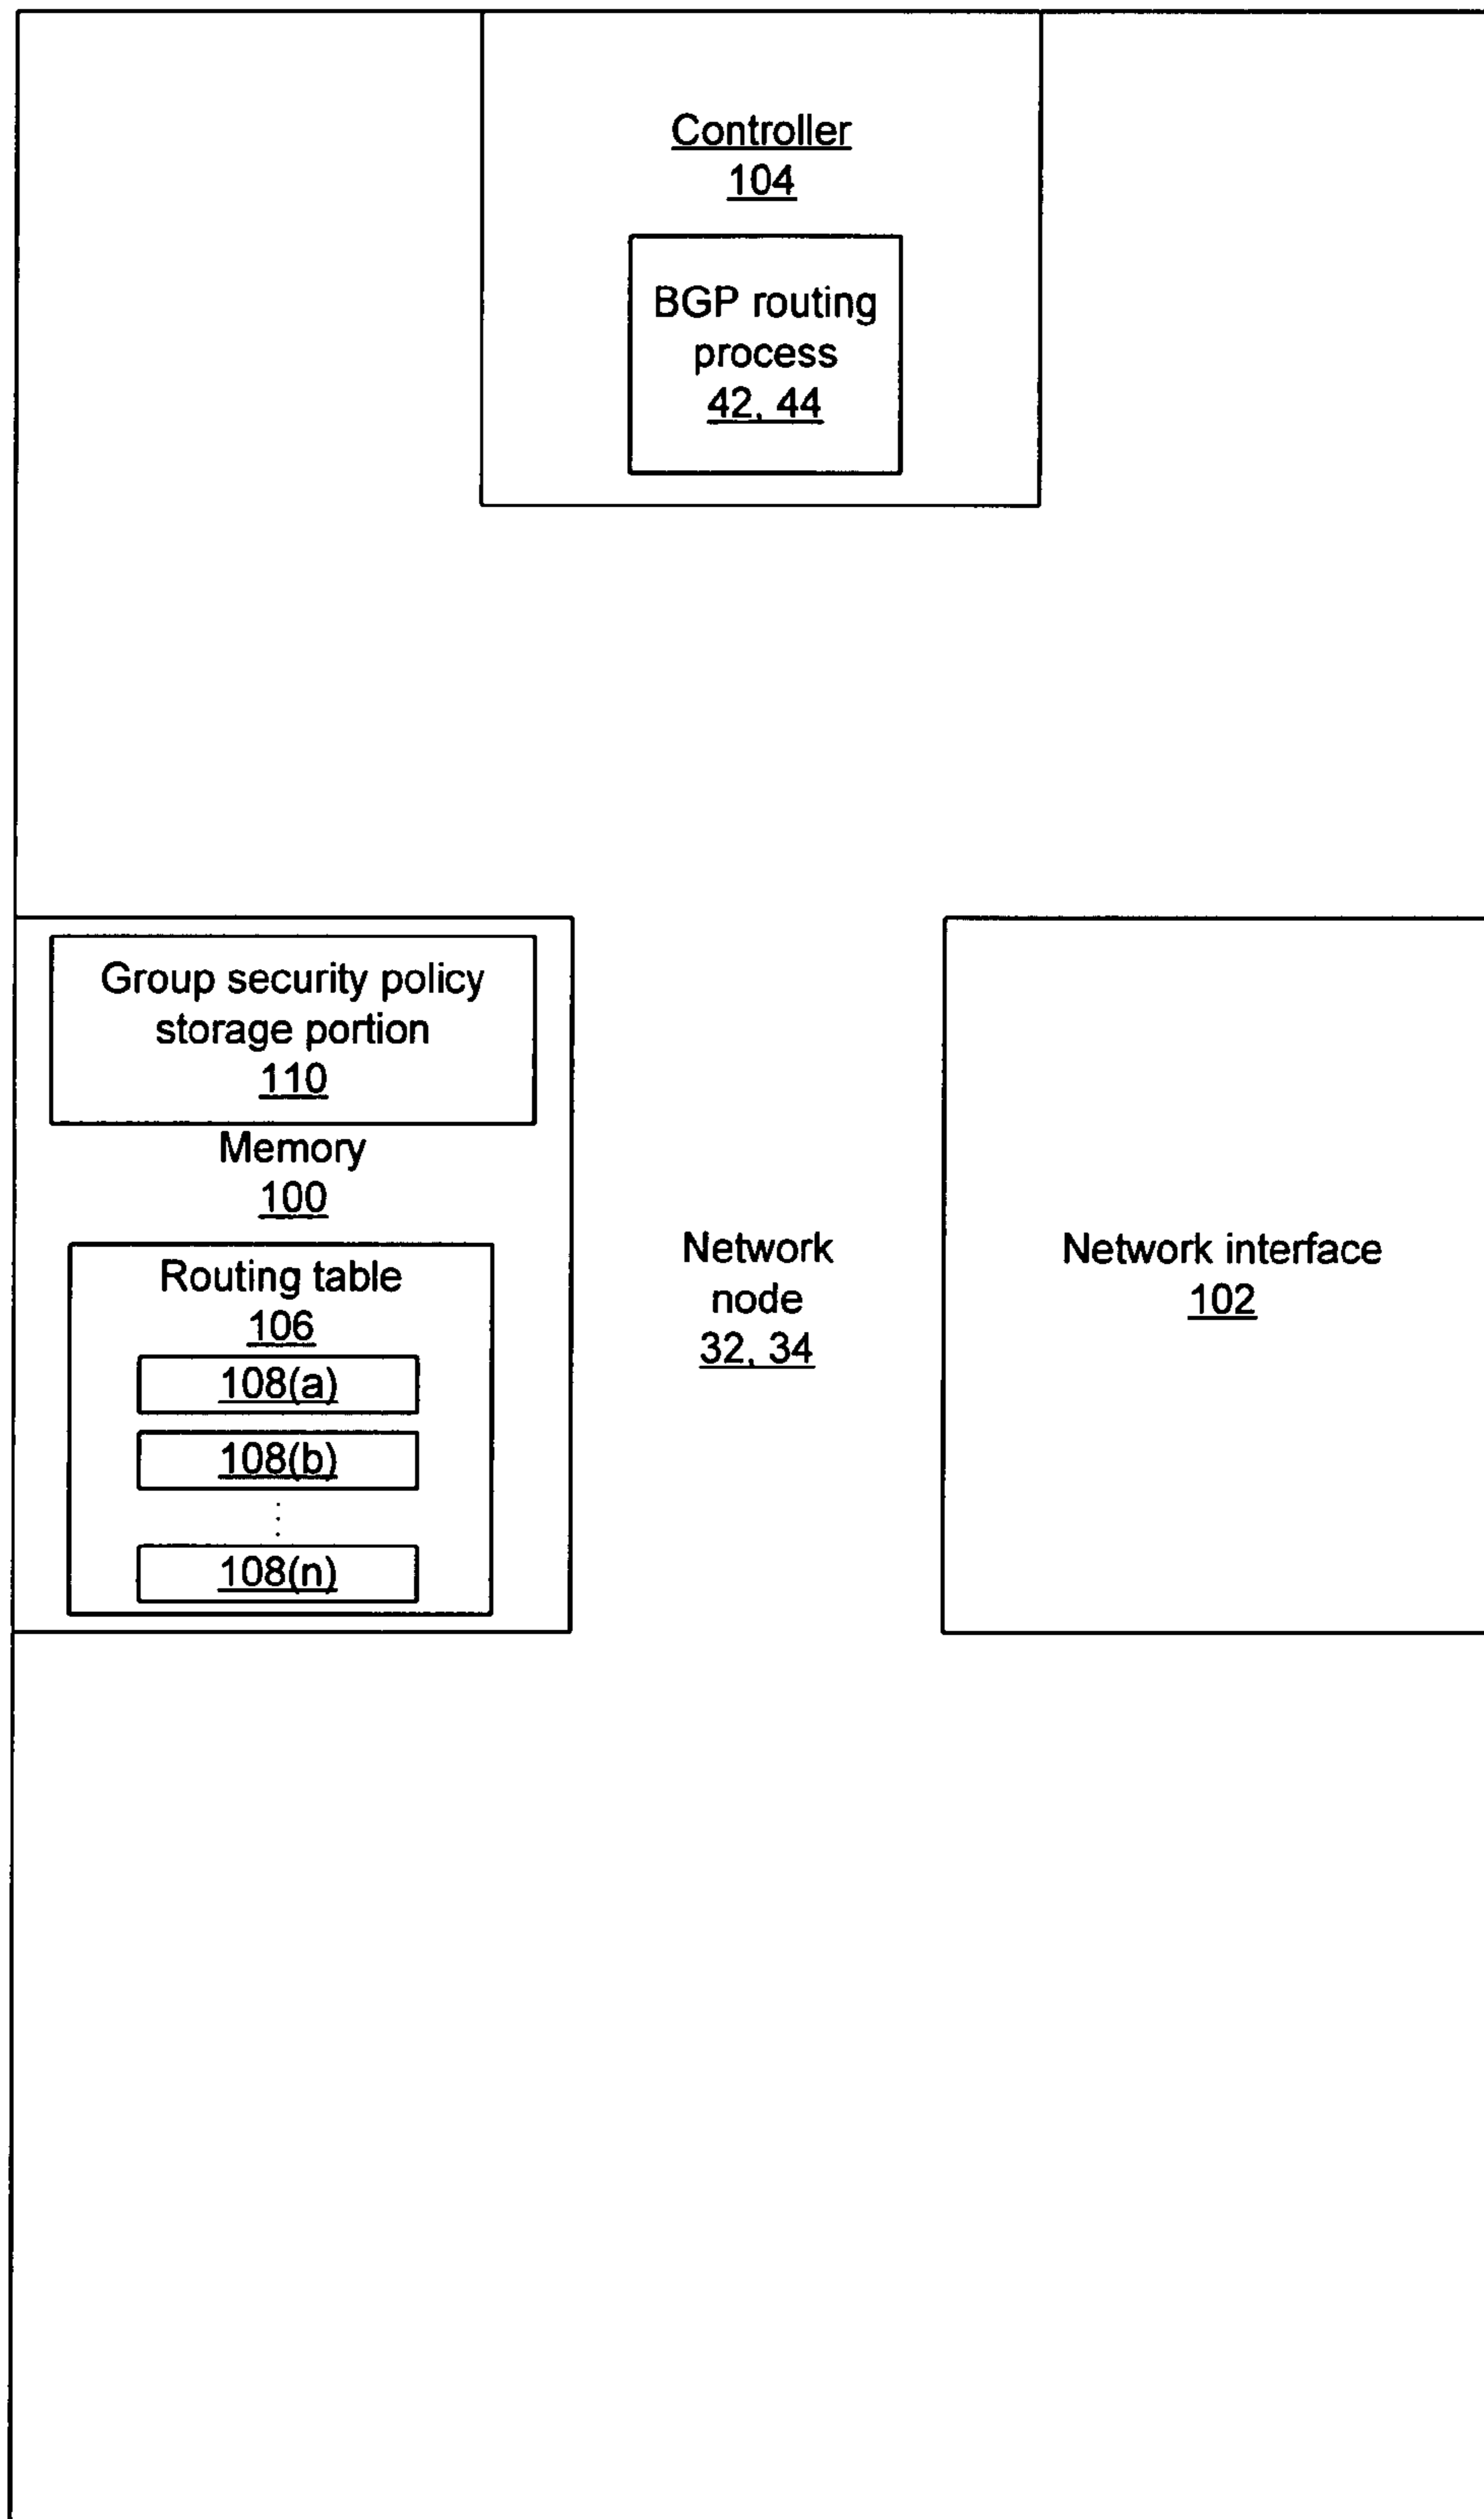 Controller
104
BGP routing
process
42, 44
Group security policy
storage portion
110
Memory
100
Routing table
106
108(a)
108(b)
108(n)
Network
node
32, 34
Network interface
102